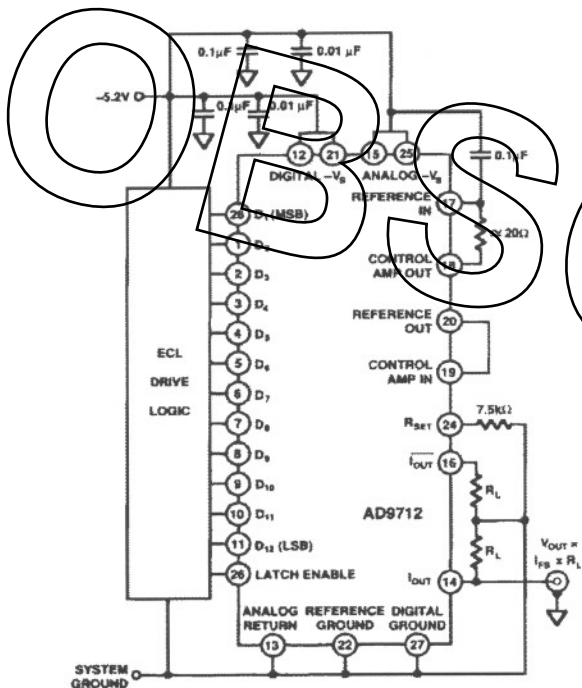 OBSO
0.1µF
0.01 µF
–5.2V
0.1µF
0.01 µF
0.1µF
12
21
15
25
DIGITAL –VS
ANALOG –VS
REFERENCE
IN
17
≈ 20Ω
CONTROL
AMP OUT
18
REFERENCE
OUT
20
CONTROL
AMP IN
19
7.5kΩ
RSET
24
IOUT
16
RL
AD9712
RL
IOUT
14
VOUT =
IFS x RL
ECL
DRIVE
LOGIC
28 D1 (MSB)
1 D2
2 D3
3 D4
4 D5
5 D6
6 D7
7 D8
8 D9
9 D10
10 D11
11 D12 (LSB)
26 LATCH ENABLE
ANALOG
RETURN
REFERENCE
GROUND
DIGITAL
GROUND
13
22
27
SYSTEM
GROUND